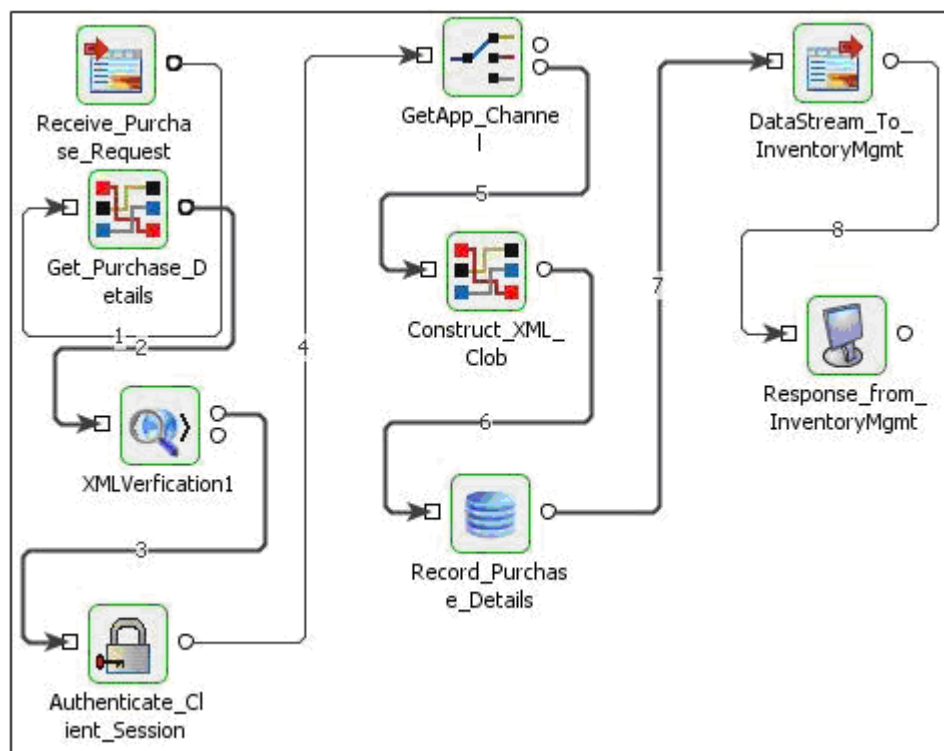 Receive_Purcha
se_Request
Get_Purchase_D
etails
1
2
XMLVerfication1
3
Authenticate_Cl
ient_Session
4
GetApp_Channe
l
5
Construct_XML_
Clob
6
Record_Purchas
e_Details
7
DataStream_To_
InventoryMgmt
8
Response_from_
InventoryMgmt